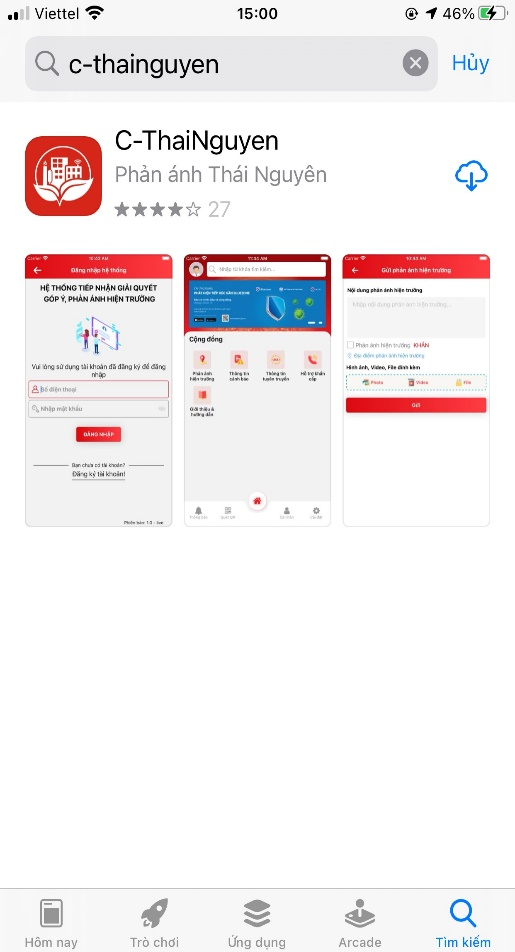 Viettel
15:00
46%
c-thainguyen
Hủy
C-ThaiNguyen
Phản ánh Thái Nguyên
27
Carrier
10:43 AM
Đăng nhập hệ thống
HỆ THỐNG TIẾP NHẬN GIẢI QUYẾT
GÓP Ý, PHẢN ÁNH HIỆN TRƯỜNG
Vui lòng sử dụng tài khoản đã đăng ký để đăng
nhập
Số điện thoại
Nhập mật khẩu
ĐĂNG NHẬP
Bạn chưa có tài khoản?
Đăng ký tài khoản!
Phiên bản: 1.0 - live
Carrier
Nhập từ khóa tìm kiếm...
Cộng đồng
Phản ánh
hiện trường
Thông tin
cảnh báo
Thông tin
tuyên truyền
Hỗ trợ khẩn
cấp
Giới thiệu &
hướng dẫn
Carrier
Gửi phản ánh hiện trường
Nội dung phản ánh hiện trường
Nhập nội dung phản ánh hiện trường...
Phản ánh hiện trường KHẨN
Địa điểm phản ánh hiện trường
Hình ảnh, Video, File đính kèm
Photo
Video
File
Gửi
Hôm nay
Trò chơi
Ứng dụng
Arcade
Tìm kiếm